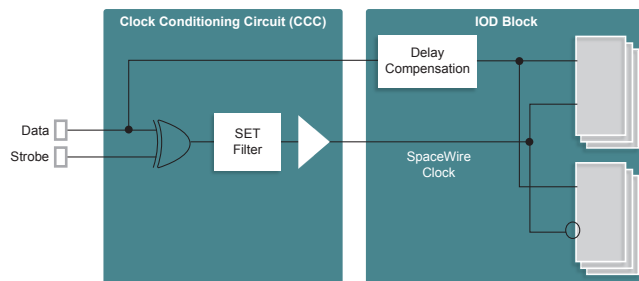 Clock Conditioning Circuit (CCC)
IOD Block
Delay
Compensation
Data
Strobe
SET
Filter
SpaceWire
Clock